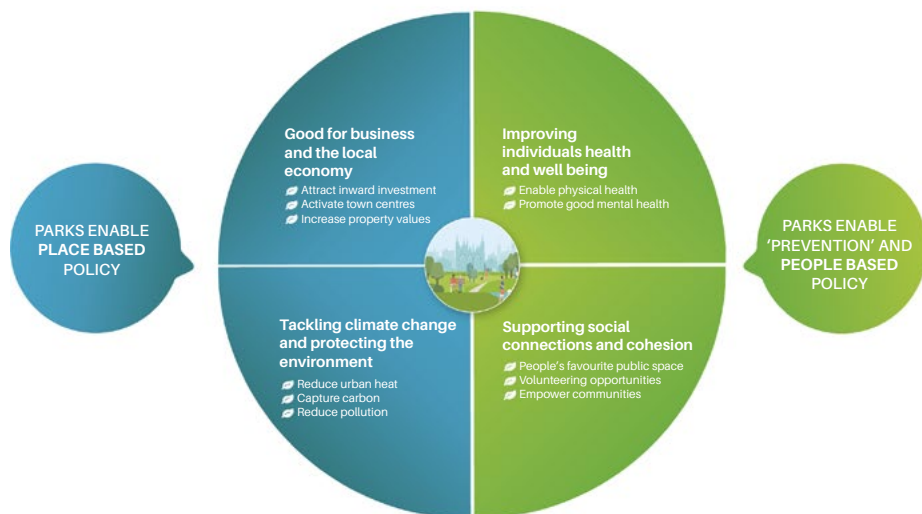 PARKS ENABLE
PLACE BASED
POLICY
Good for business
and the local
economy
Attract inward investment
Activate town centres
Increase property values
Improving
individuals health
and well being
Enable physical health
Promote good mental health
Tackling climate change
and protecting the
environment
Reduce urban heat
Capture carbon
Reduce pollution
Supporting social
connections and cohesion
People’s favourite public space
Volunteering opportunities
Empower communities
PARKS ENABLE
‘PREVENTION’ AND
PEOPLE BASED
POLICY